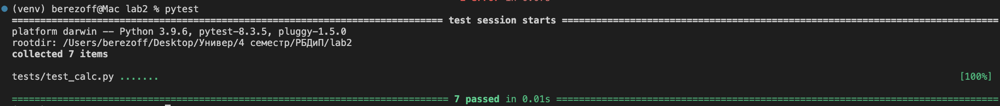 (venv) berezoff@Mac lab2 % pytest
============================================================================ test session starts =============================================================================
platform darwin -- Python 3.9.6, pytest-8.3.5, pluggy-1.5.0
rootdir: /Users/berezoff/Desktop/Универ/4 семестр/РБДиП/lab2
collected 7 items
tests/test_calc.py ....... [100%]
============================================================================= 7 passed in 0.01s ==============================================================================